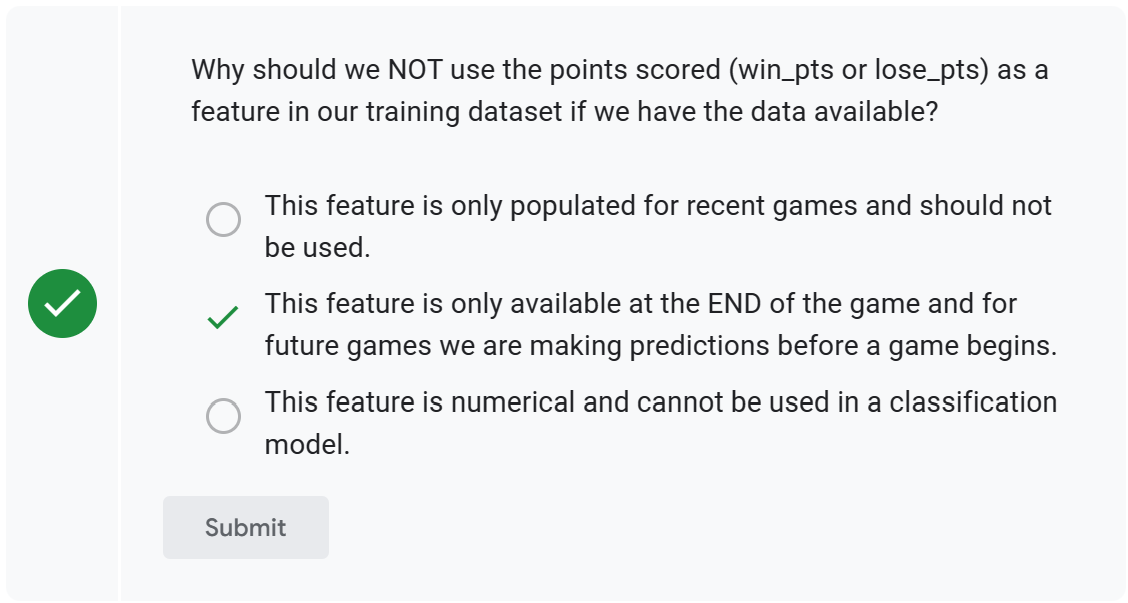 Why should we NOT use the points scored (win_pts or lose_pts) as a
feature in our training dataset if we have the data available?
This feature is only populated for recent games and should not
be used.
This feature is only available at the END of the game and for
future games we are making predictions before a game begins.
This feature is numerical and cannot be used in a classification
model.
Submit